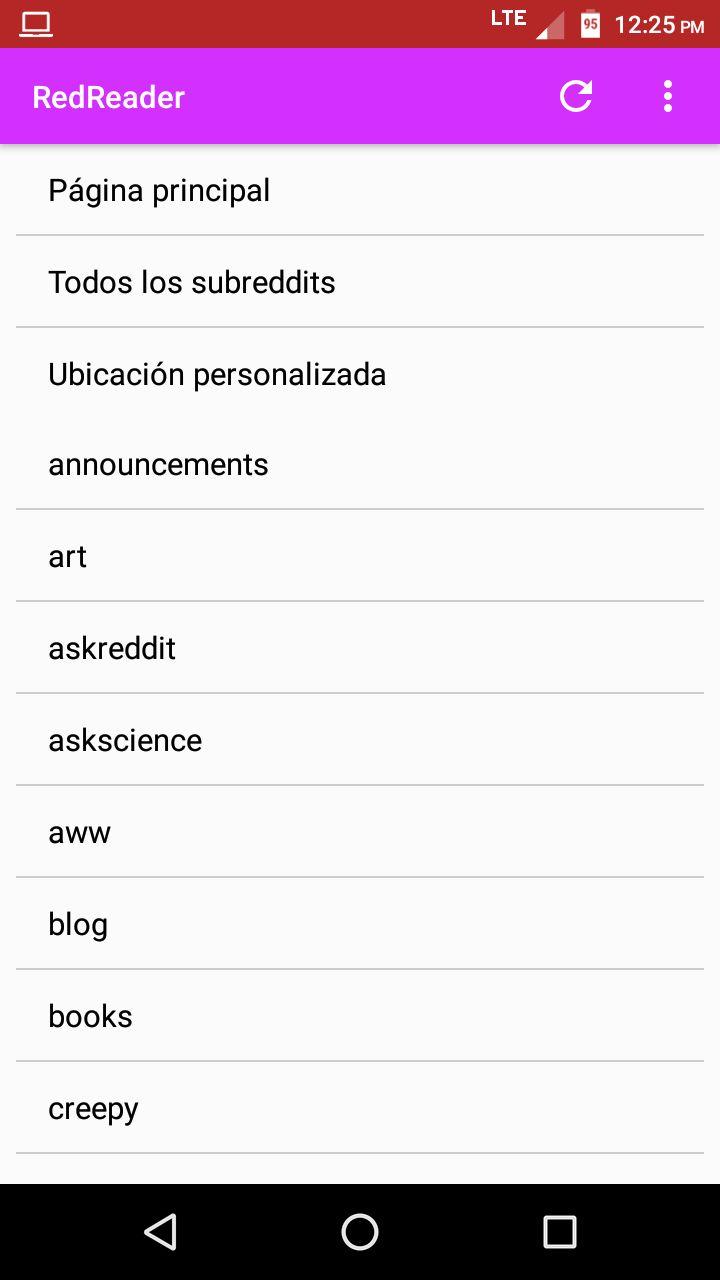 LTE 95 12:25 PM
RedReader
Página principal
Todos los subreddits
Ubicación personalizada
announcements
art
askreddit
askscience
aww
blog
books
creepy